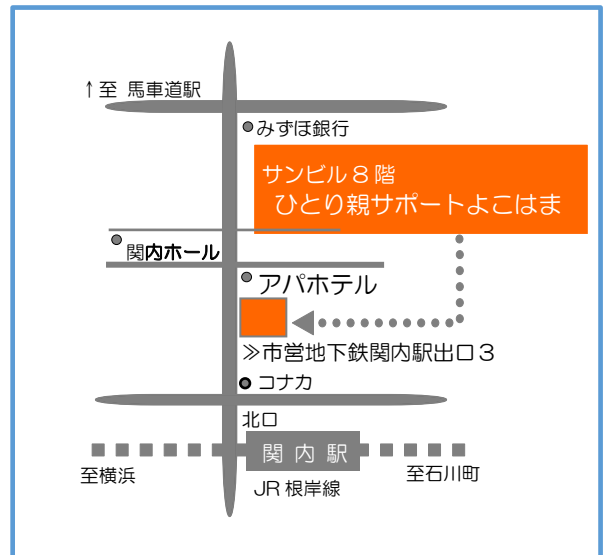 ↑至 馬車道駅
みずほ銀行
サンビル8階
ひとり親サポートよこはま
関内ホール
アパホテル
≫市営地下鉄関内駅出口3
コナカ
北口
関内駅
至横浜
至石川町
JR根岸線